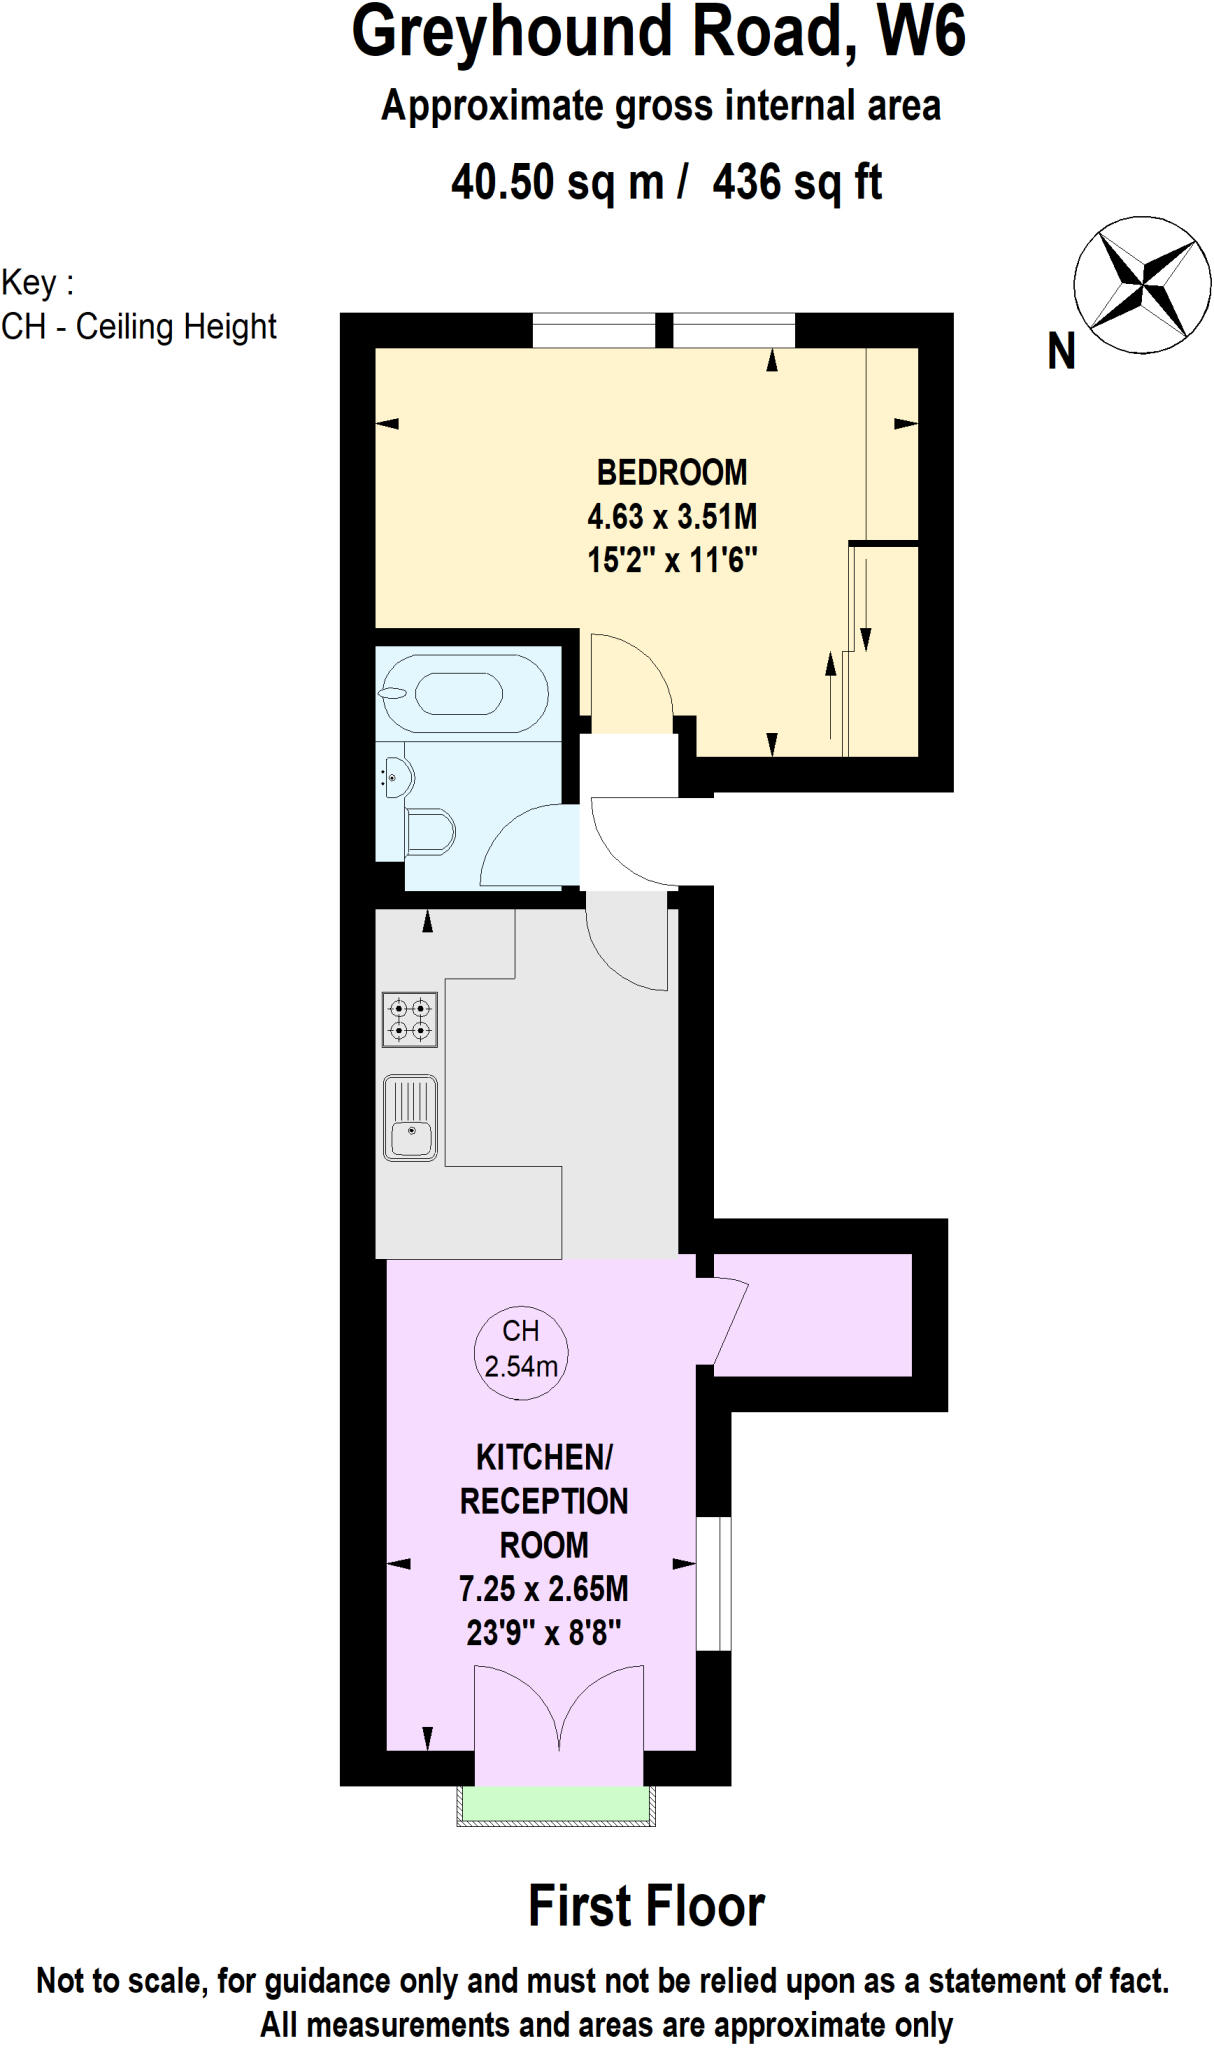 Greyhound Road, W6
Approximate gross internal area
40.50 sq m / 436 sq ft
Key :
CH - Ceiling Height
N
BEDROOM
4.63 x 3.51M
15'2" x 11'6"
CH
2.54m
KITCHEN/
RECEPTION
ROOM
7.25 x 2.65M
23'9" x 8'8"
First Floor
Not to scale, for guidance only and must not be relied upon as a statement of fact.
All measurements and areas are approximate only